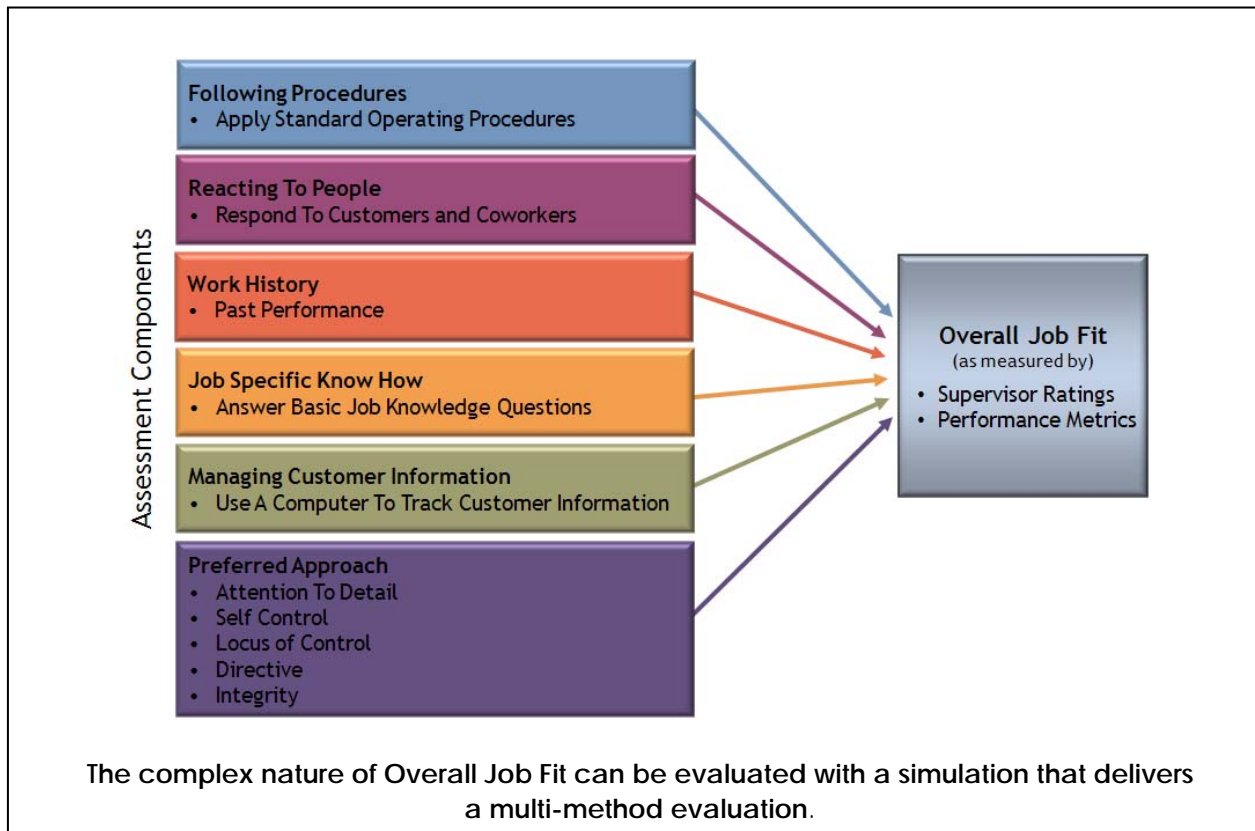 Assessment Components
Following Procedures
• Apply Standard Operating Procedures
Reacting To People
• Respond To Customers and Coworkers
Work History
• Past Performance
Job Specific Know How
• Answer Basic Job Knowledge Questions
Managing Customer Information
• Use A Computer To Track Customer Information
Preferred Approach
• Attention To Detail
• Self Control
• Locus of Control
• Directive
• Integrity
Overall Job Fit
(as measured by)
• Supervisor Ratings
• Performance Metrics
The complex nature of Overall Job Fit can be evaluated with a simulation that delivers
a multi-method evaluation.